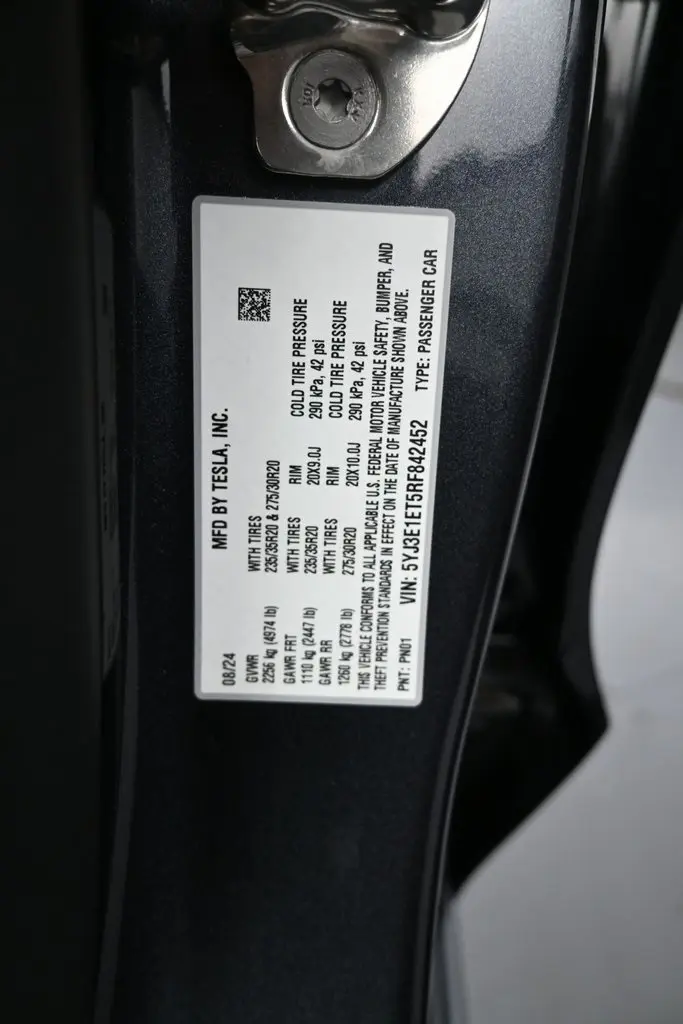 MFD BY TESLA, INC.
08/24
GVWR WITH TIRES
2256 kg (4974 lb) 235/35R20 & 275/30R20
GAWR FRT WITH TIRES RIM COLD TIRE PRESSURE
1110 kg (2447 lb) 235/35R20 20X9.0J 290 kPa, 42 psi
GAWR RR WITH TIRES RIM COLD TIRE PRESSURE
1260 kg (2778 lb) 275/30R20 20X10.0J 290 kPa, 42 psi
THIS VEHICLE CONFORMS TO ALL APPLICABLE U.S. FEDERAL MOTOR VEHICLE SAFETY, BUMPER, AND
THEFT PREVENTION STANDARDS IN EFFECT ON THE DATE OF MANUFACTURE SHOWN ABOVE.
PNT: PN01 VIN: 5YJ3E1ET5RF842452 TYPE: PASSENGER CAR